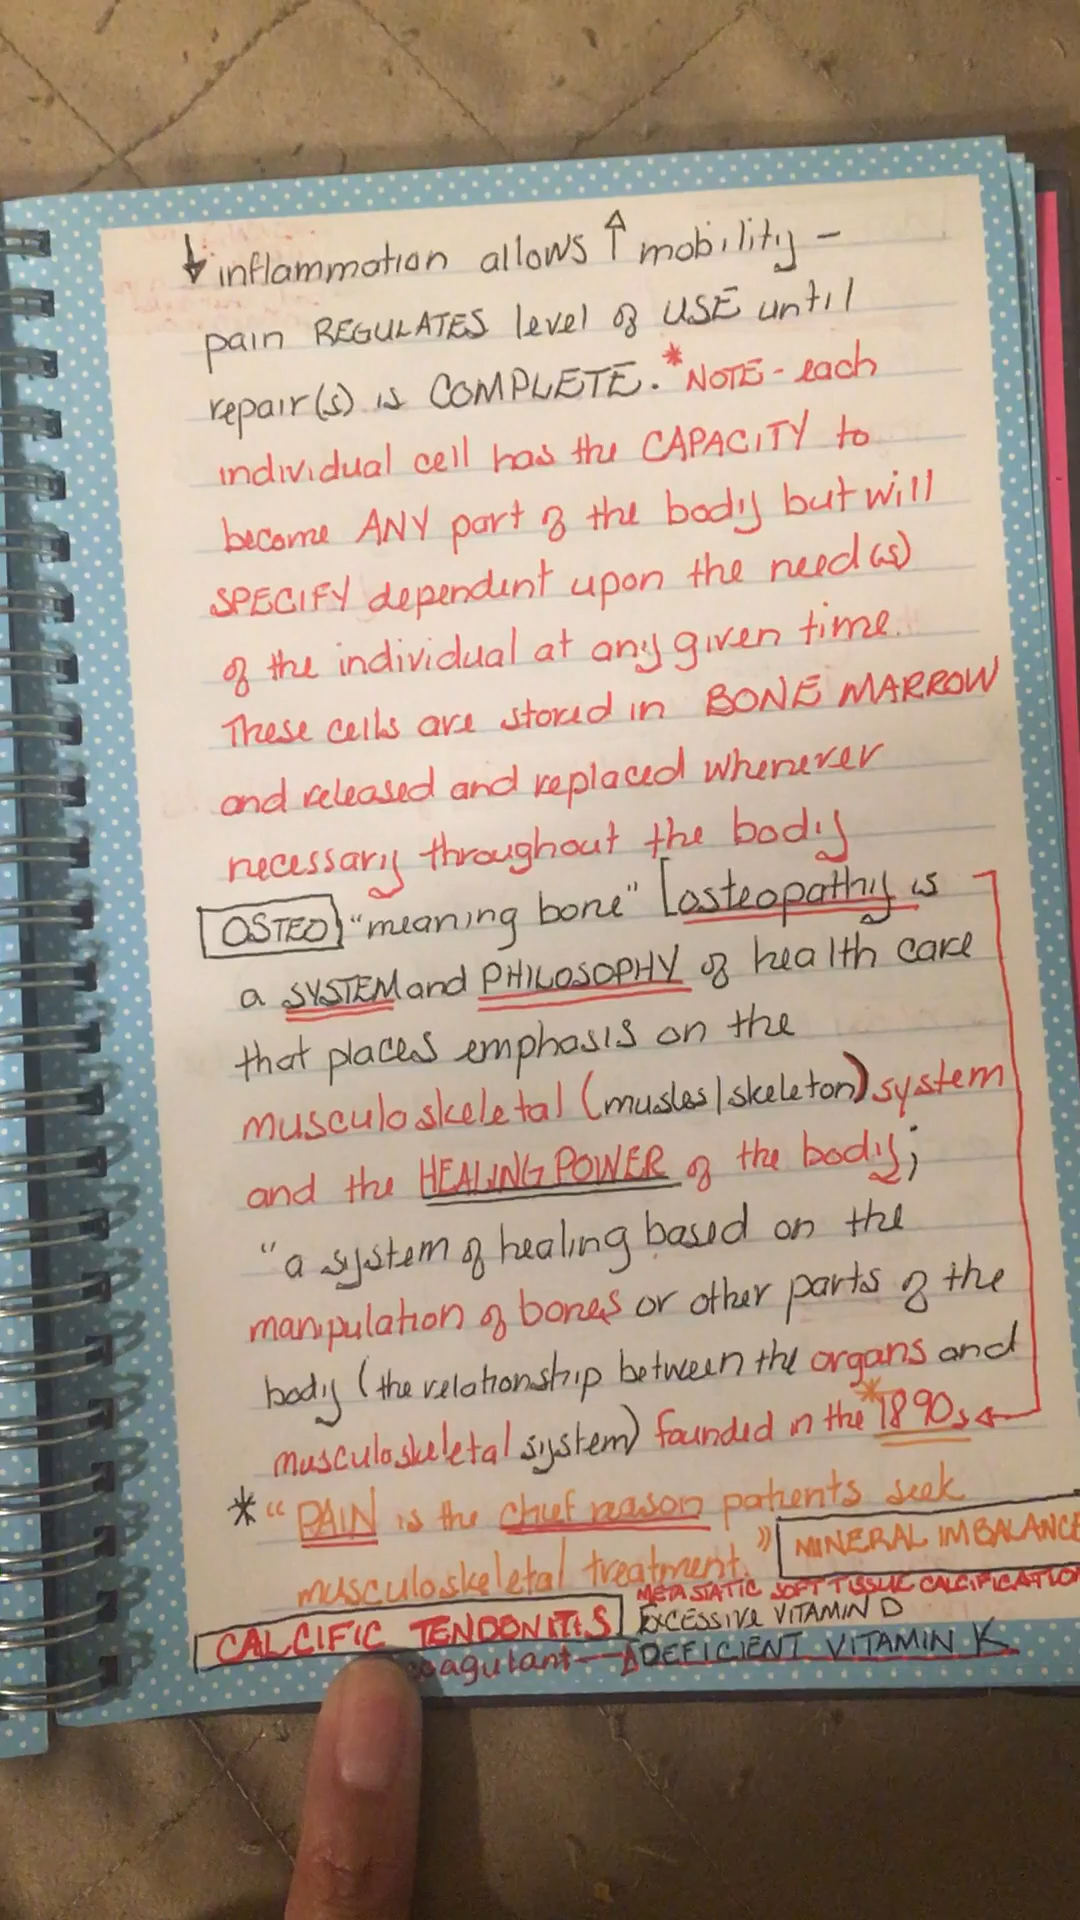 ↓ inflammation allows ↑ mobility -
pain REGULATES level of USE until
repair(s) is COMPLETE. *NOTE - each
individual cell has the CAPACITY to
become ANY part of the body but will
SPECIFY dependent upon the need(s)
of the individual at any given time.
These cells are stored in BONE MARROW
and released and replaced whenever
necessary throughout the body
OSTEO "meaning bone" [osteopathy is
a SYSTEM and PHILOSOPHY of health care
that places emphasis on the
musculoskeletal (musles/skeleton) system
and the HEALING POWER of the body;
"a system of healing based on the
manipulation of bones or other parts of the
body (the relationship between the organs and
musculoskeletal system) founded in the *1890s
* "PAIN is the chief reason patients seek
musculoskeletal treatment." MINERAL IMBALANCE
METASTATIC SOFT TISSUE CALCIFICATION
CALCIFIC TENDONITIS EXCESSIVE VITAMIN D
coagulant → DEFICIENT VITAMIN K